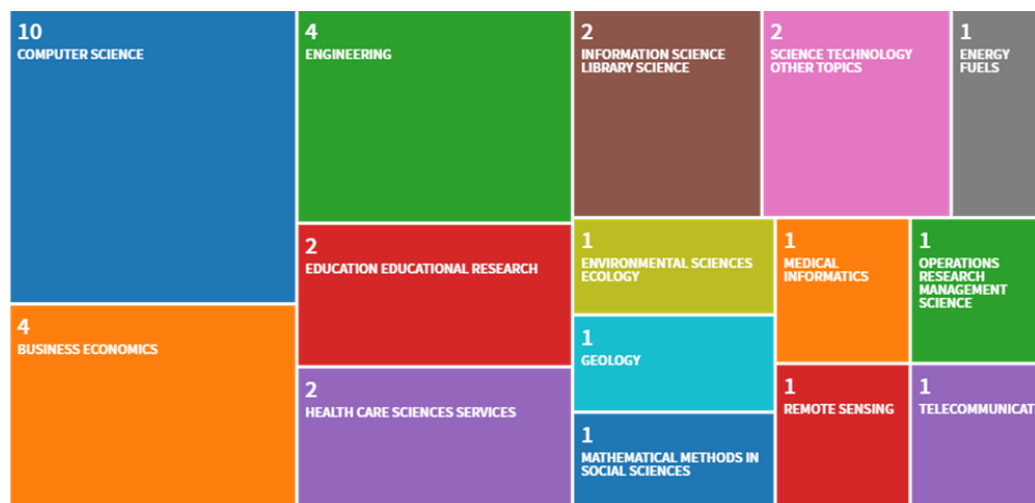 10
COMPUTER SCIENCE
4
BUSINESS ECONOMICS
4
ENGINEERING
2
EDUCATION EDUCATIONAL RESEARCH
2
HEALTH CARE SCIENCES SERVICES
2
INFORMATION SCIENCE
LIBRARY SCIENCE
2
SCIENCE TECHNOLOGY
OTHER TOPICS
1
ENERGY
FUELS
1
ENVIRONMENTAL SCIENCES
ECOLOGY
1
GEOLOGY
1
MATHEMATICAL METHODS IN
SOCIAL SCIENCES
1
MEDICAL
INFORMATICS
1
OPERATIONS
RESEARCH
MANAGEMENT
SCIENCE
1
REMOTE SENSING
1
TELECOMMUNICAT